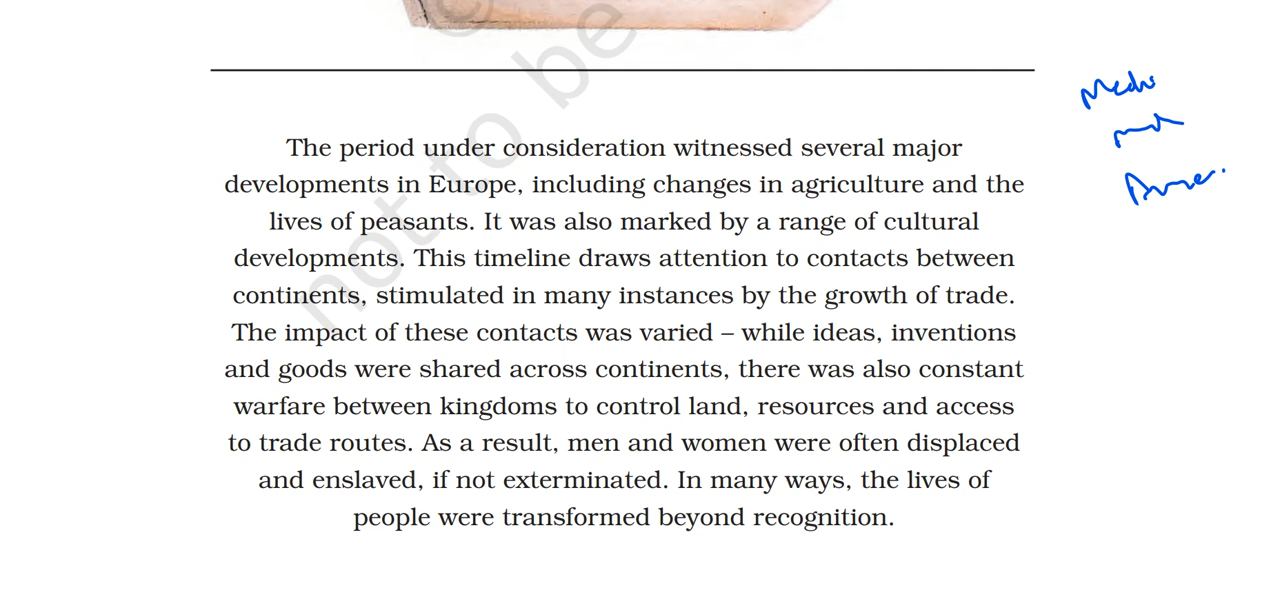 The period under consideration witnessed several major
developments in Europe, including changes in agriculture and the
lives of peasants. It was also marked by a range of cultural
developments. This timeline draws attention to contacts between
continents, stimulated in many instances by the growth of trade.
The impact of these contacts was varied – while ideas, inventions
and goods were shared across continents, there was also constant
warfare between kingdoms to control land, resources and access
to trade routes. As a result, men and women were often displaced
and enslaved, if not exterminated. In many ways, the lives of
people were transformed beyond recognition.
©
not to be